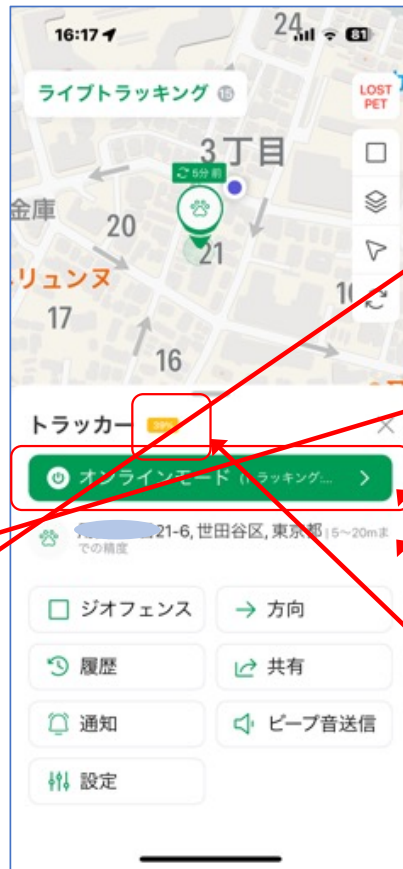 16:17
24
81
ライブトラッキング ⑮
LOST
PET
3丁目
5分前
金庫
20
21
リュンヌ
17
16
16
トラッカー
オンラインモード (トラッキング...
21-6, 世田谷区, 東京都 | 5~20mま
での精度
ジオフェンス
方向
履歴
共有
通知
ビープ音送信
設定